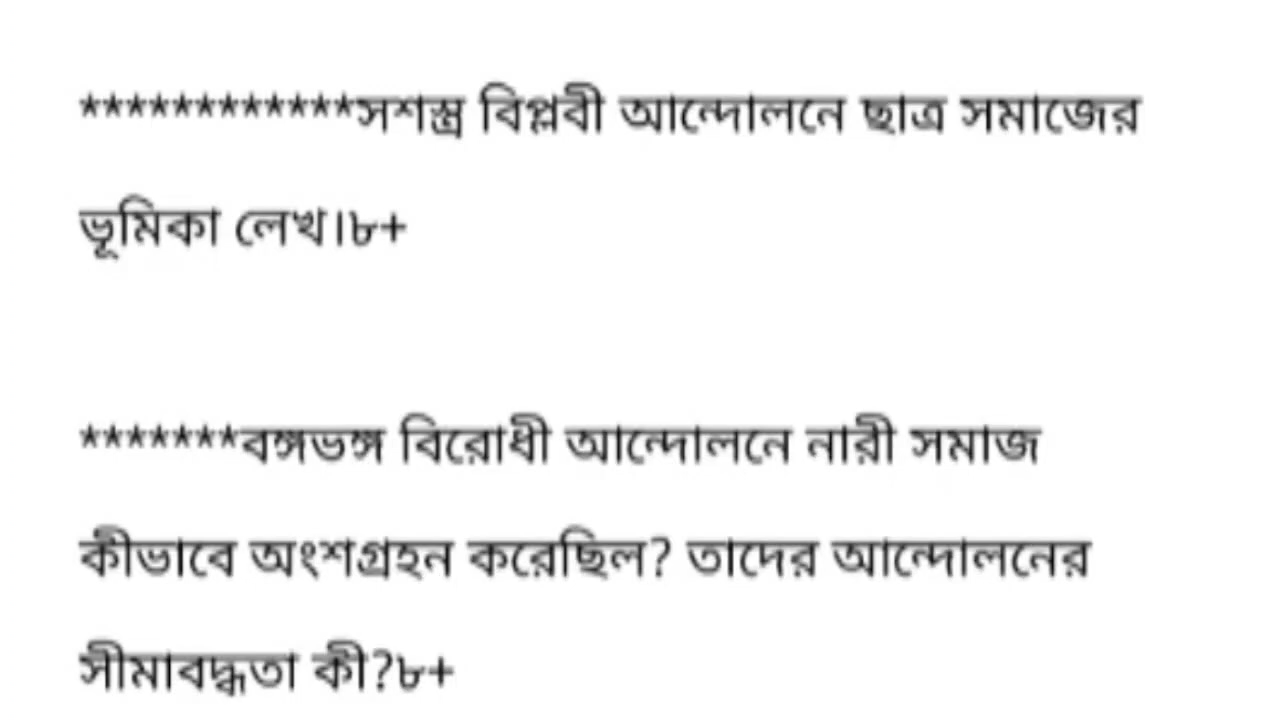 ************সশস্ত্র বিপ্লবী আন্দোলনে ছাত্র সমাজের
ভূমিকা লেখ।৮+
*******বঙ্গভঙ্গ বিরোধী আন্দোলনে নারী সমাজ
কীভাবে অংশগ্রহন করেছিল? তাদের আন্দোলনের
সীমাবদ্ধতা কী?৮+